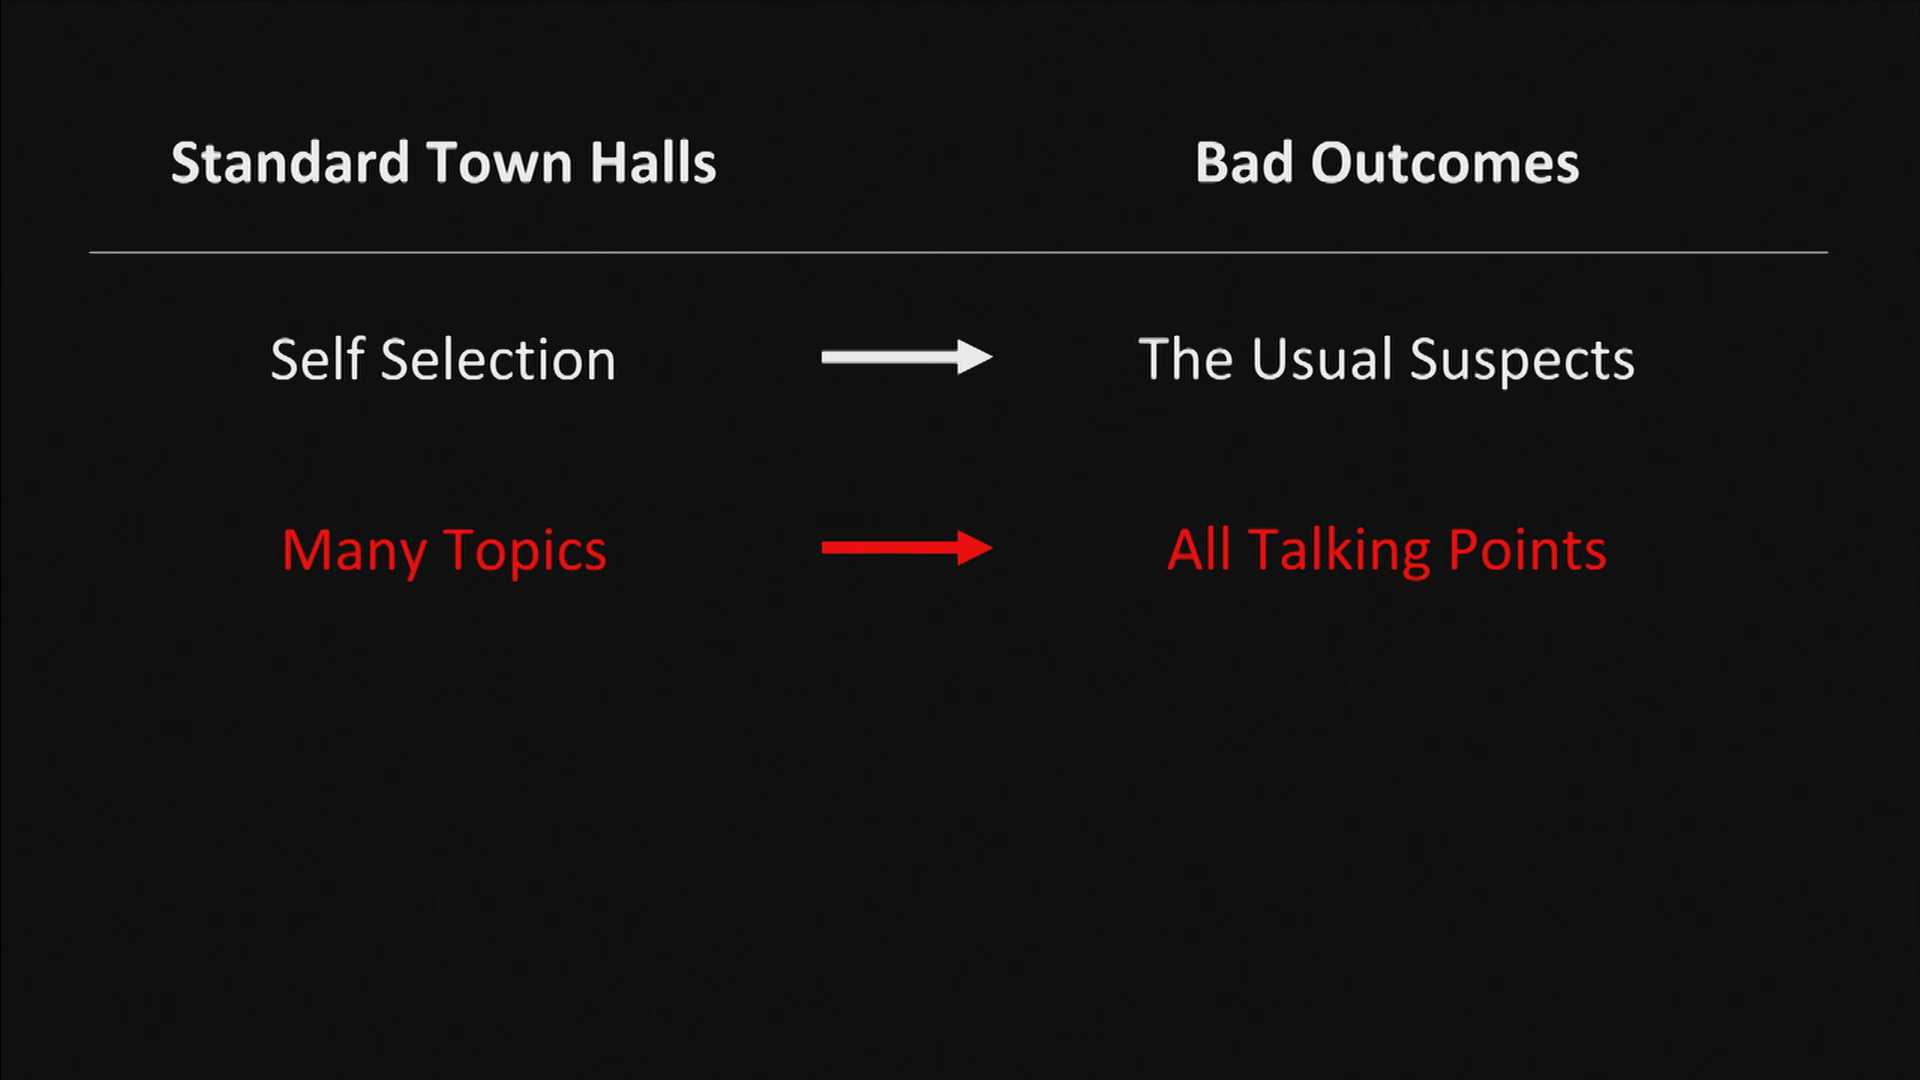 Standard Town Halls
Bad Outcomes
Self Selection
The Usual Suspects
Many Topics
All Talking Points